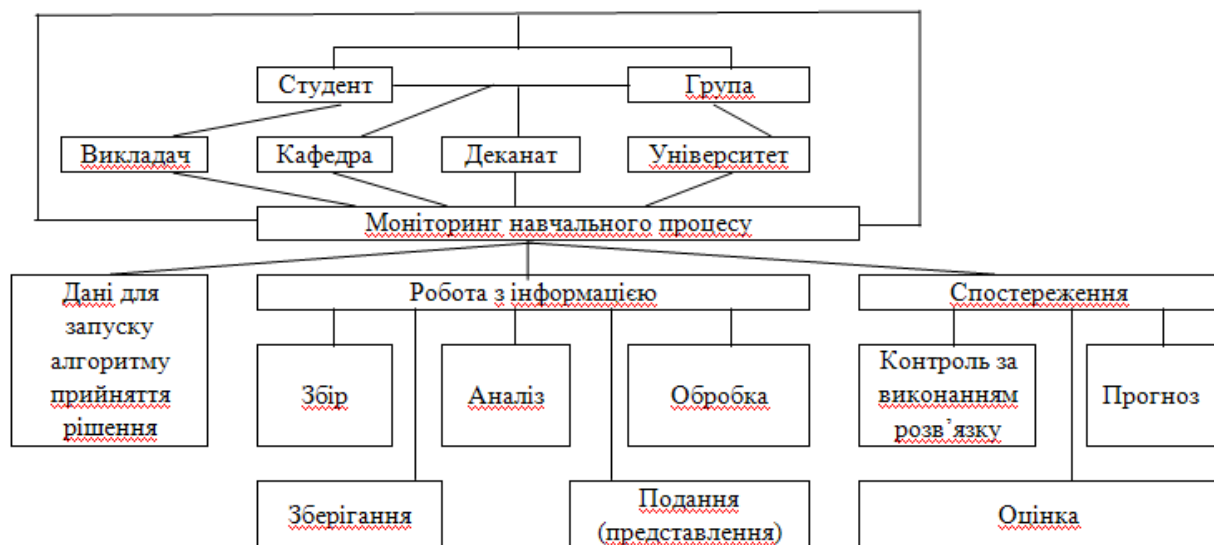 Студент
Група
Викладач
Кафедра
Деканат
Університет
Моніторинг навчального процесу
Дані для
запуску
алгоритму
прийняття
рішення
Робота з інформацією
Спостереження
Збір
Аналіз
Обробка
Контроль за
виконанням
розв’язку
Прогноз
Зберігання
Подання
(представлення)
Оцінка